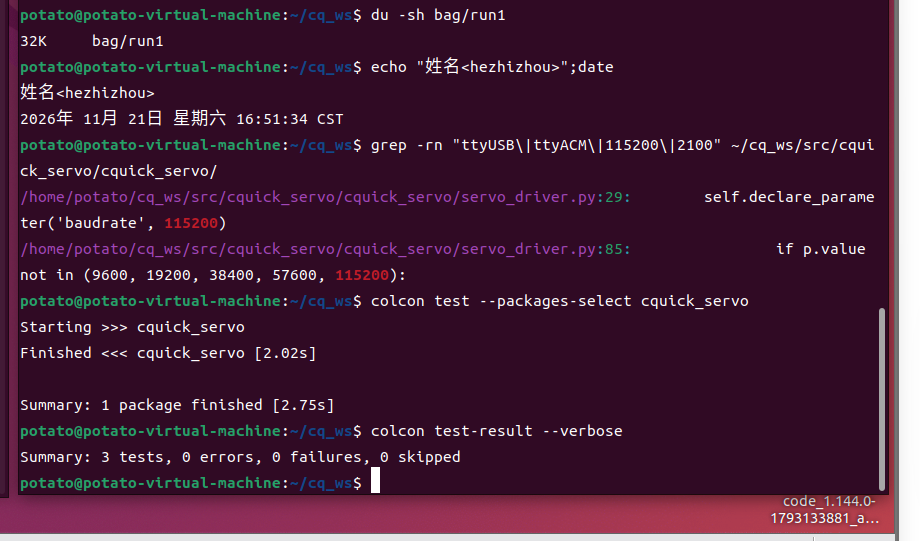 potato@potato-virtual-machine:~/cq_ws$ du -sh bag/run1
32K     bag/run1
potato@potato-virtual-machine:~/cq_ws$ echo "姓名<hezhizhou>";date
姓名<hezhizhou>
2026年 11月 21日 星期六 16:51:34 CST
potato@potato-virtual-machine:~/cq_ws$ grep -rn "ttyUSB\|ttyACM\|115200\|2100" ~/cq_ws/src/cqui
ck_servo/cquick_servo/
/home/potato/cq_ws/src/cquick_servo/cquick_servo/servo_driver.py:29:        self.declare_parame
ter('baudrate', 115200)
/home/potato/cq_ws/src/cquick_servo/cquick_servo/servo_driver.py:85:                if p.value
not in (9600, 19200, 38400, 57600, 115200):
potato@potato-virtual-machine:~/cq_ws$ colcon test --packages-select cquick_servo
Starting >>> cquick_servo
Finished <<< cquick_servo [2.02s]
Summary: 1 package finished [2.75s]
potato@potato-virtual-machine:~/cq_ws$ colcon test-result --verbose
Summary: 3 tests, 0 errors, 0 failures, 0 skipped
potato@potato-virtual-machine:~/cq_ws$
code_1.144.0-
1793133881_a...